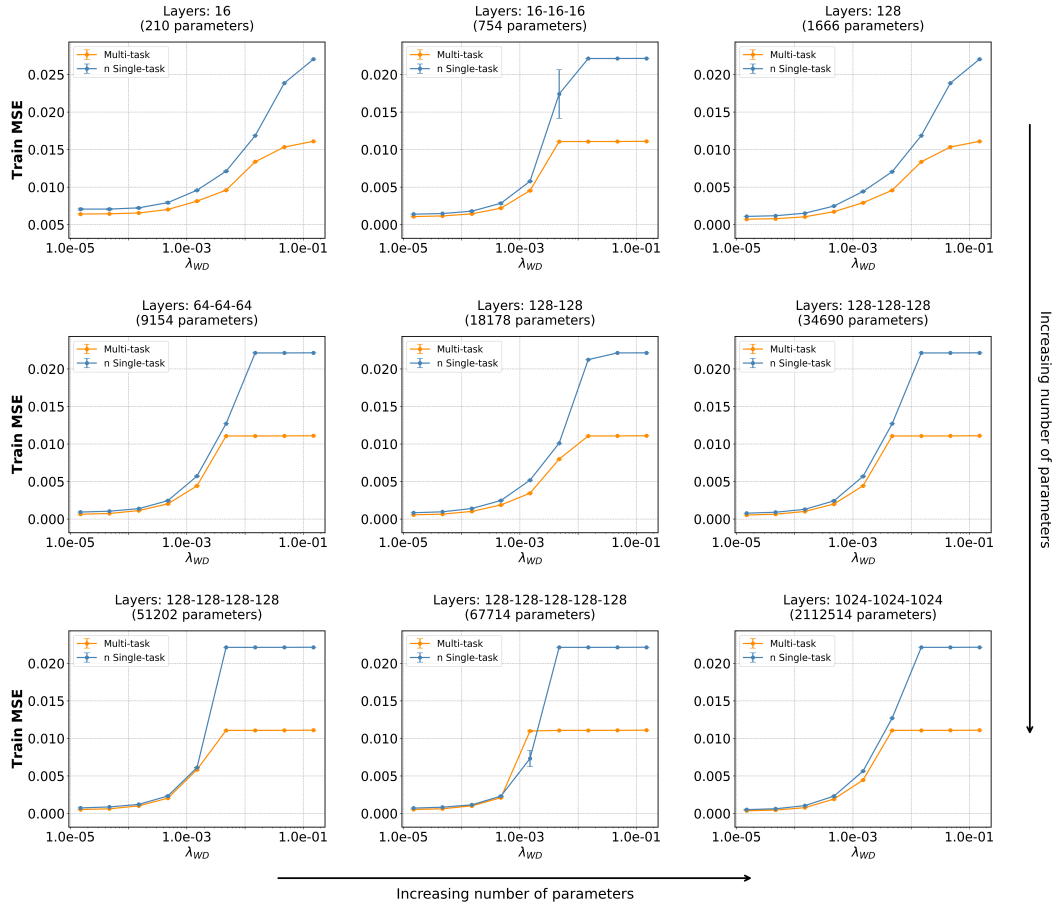 Layers: 16
(210 parameters)
Train MSE
0.025
0.020
0.015
0.010
0.005
Multi-task
n Single-task
1.0e-05
1.0e-03
1.0e-01
λWD
Layers: 16-16-16
(754 parameters)
0.020
0.015
0.010
0.005
0.000
Multi-task
n Single-task
1.0e-05
1.0e-03
1.0e-01
λWD
Layers: 128
(1666 parameters)
0.020
0.015
0.010
0.005
0.000
Multi-task
n Single-task
1.0e-05
1.0e-03
1.0e-01
λWD
Layers: 64-64-64
(9154 parameters)
Train MSE
0.020
0.015
0.010
0.005
0.000
Multi-task
n Single-task
1.0e-05
1.0e-03
1.0e-01
λWD
Layers: 128-128
(18178 parameters)
0.020
0.015
0.010
0.005
0.000
Multi-task
n Single-task
1.0e-05
1.0e-03
1.0e-01
λWD
Layers: 128-128-128
(34690 parameters)
0.020
0.015
0.010
0.005
0.000
Multi-task
n Single-task
1.0e-05
1.0e-03
1.0e-01
λWD
Layers: 128-128-128-128
(51202 parameters)
Train MSE
0.020
0.015
0.010
0.005
0.000
Multi-task
n Single-task
1.0e-05
1.0e-03
1.0e-01
λWD
Layers: 128-128-128-128-128
(67714 parameters)
0.020
0.015
0.010
0.005
0.000
Multi-task
n Single-task
1.0e-05
1.0e-03
1.0e-01
λWD
Layers: 1024-1024-1024
(2112514 parameters)
0.020
0.015
0.010
0.005
0.000
Multi-task
n Single-task
1.0e-05
1.0e-03
1.0e-01
λWD
Increasing number of parameters
Increasing number of parameters